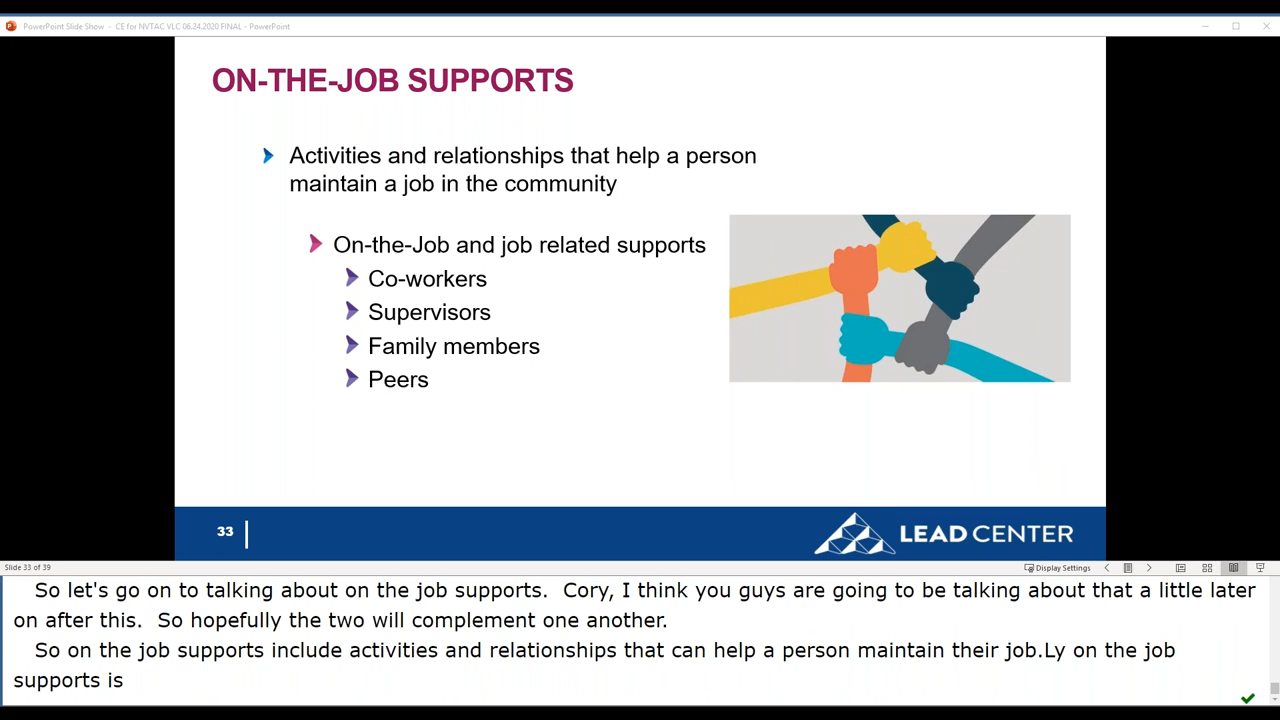 PowerPoint Slide Show - CE for NVTAC VLC 06.24.2020 FINAL - PowerPoint
ON-THE-JOB SUPPORTS
Activities and relationships that help a person
maintain a job in the community
On-the-Job and job related supports
Co-workers
Supervisors
Family members
Peers
33
LEAD CENTER
Slide 33 of 39
Display Settings
So let's go on to talking about on the job supports.  Cory, I think you guys are going to be talking about that a little later
on after this.  So hopefully the two will complement one another.
So on the job supports include activities and relationships that can help a person maintain their job.Ly on the job
supports is